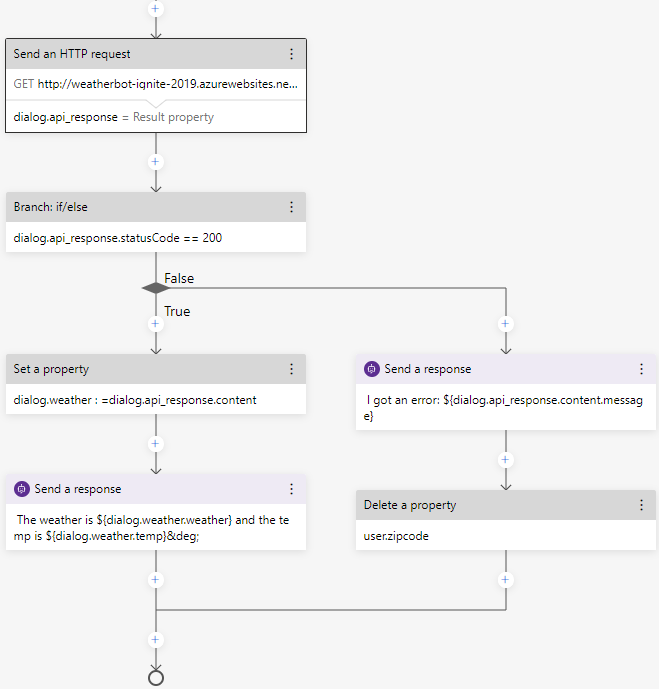 Send an HTTP request
GET http://weatherbot-ignite-2019.azurewebsites.ne...
dialog.api_response = Result property
Branch: if/else
dialog.api_response.statusCode == 200
False
True
Set a property
dialog.weather : =dialog.api_response.content
Send a response
I got an error: ${dialog.api_response.content.messag
e}
Send a response
The weather is ${dialog.weather.weather} and the te
mp is ${dialog.weather.temp}&deg;
Delete a property
user.zipcode